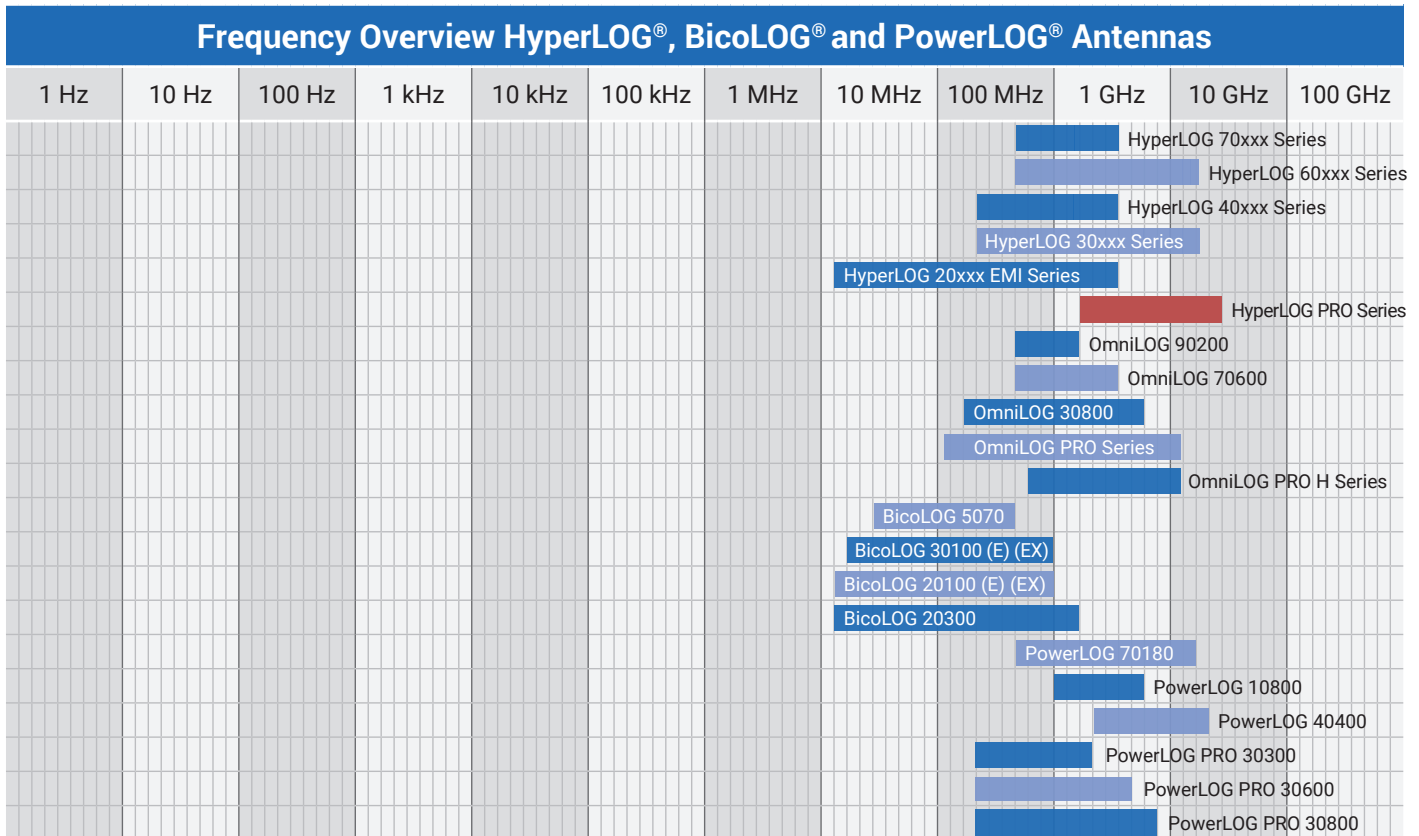 Frequency Overview HyperLOG®, BicoLOG® and PowerLOG® Antennas
1 Hz 10 Hz 100 Hz 1 kHz 10 kHz 100 kHz 1 MHz 10 MHz 100 MHz 1 GHz 10 GHz 100 GHz
HyperLOG 70xxx Series
HyperLOG 60xxx Series
HyperLOG 40xxx Series
HyperLOG 30xxx Series
HyperLOG 20xxx EMI Series
HyperLOG PRO Series
OmniLOG 90200
OmniLOG 70600
OmniLOG 30800
OmniLOG PRO Series
OmniLOG PRO H Series
BicoLOG 5070
BicoLOG 30100 (E) (EX)
BicoLOG 20100 (E) (EX)
BicoLOG 20300
PowerLOG 70180
PowerLOG 10800
PowerLOG 40400
PowerLOG PRO 30300
PowerLOG PRO 30600
PowerLOG PRO 30800